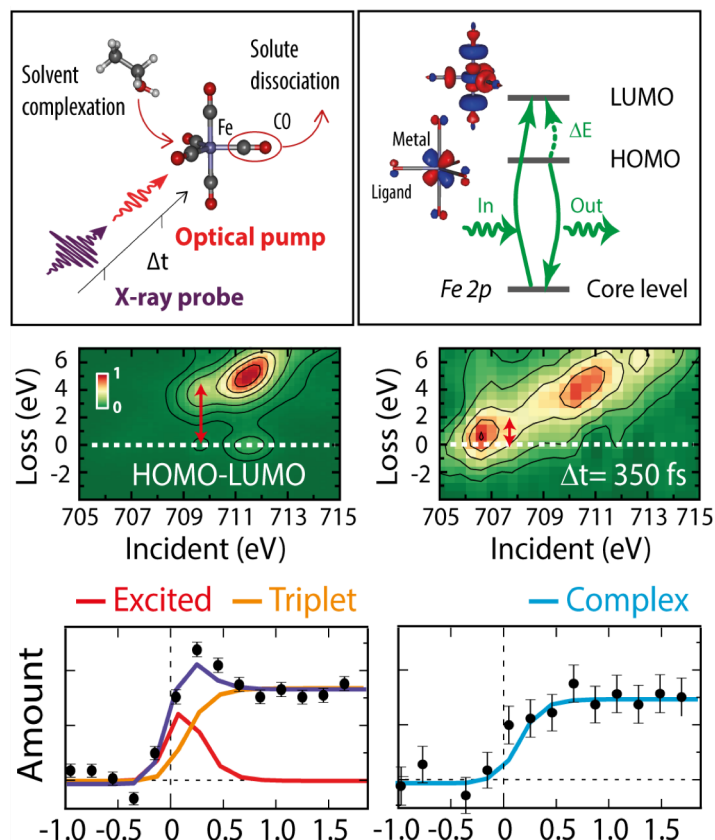 Solvent
complexation
Solute
dissociation
Fe
CO
Optical pump
Δt
X-ray probe
LUMO
ΔE
Metal
HOMO
Ligand
In
Out
Fe 2p
Core level
Loss (eV)
6
4
2
0
-2
1
0
HOMO-LUMO
705 707 709 711 713 715
Incident (eV)
Loss (eV)
6
4
2
0
-2
Δt= 350 fs
705 707 709 711 713 715
Incident (eV)
Excited Triplet
Complex
Amount
-1.0 -0.5 0 0.5 1.0 1.5
-1.0 -0.5 0 0.5 1.0 1.5